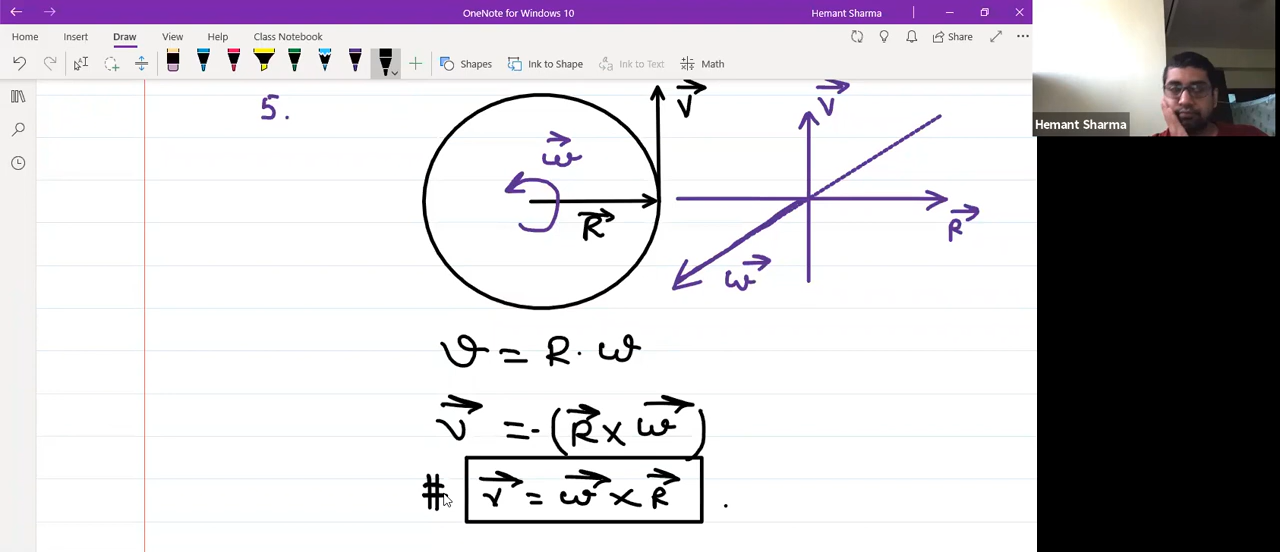 OneNote for Windows 10
Hemant Sharma
Home Insert Draw View Help Class Notebook
Share
Shapes Ink to Shape Ink to Text Math
Hemant Sharma
5.
V⃗
ω⃗
R⃗
V⃗
R⃗
ω⃗
v = R · ω
V⃗ = - (R⃗ × ω⃗)
# V⃗ = ω⃗ × R⃗ .